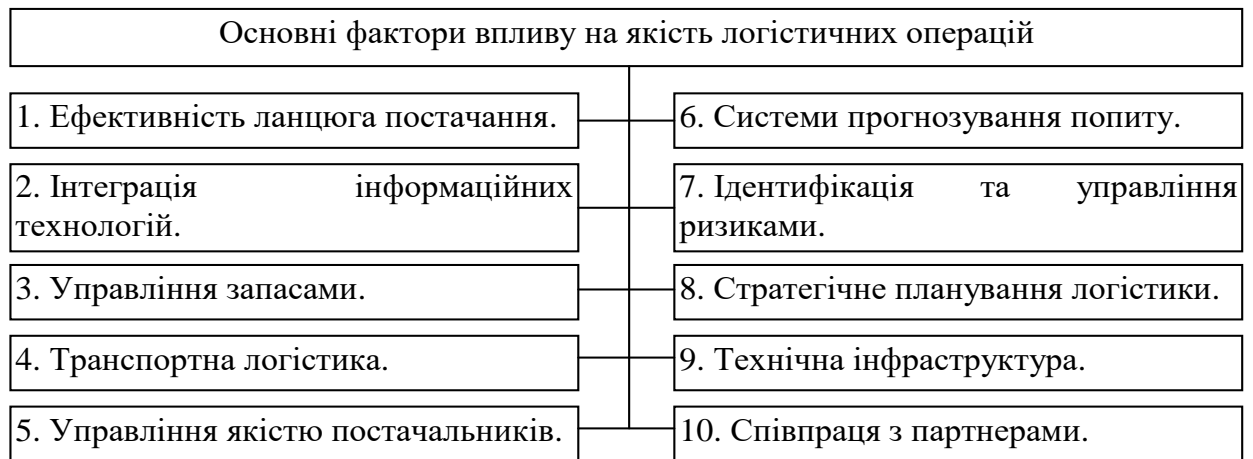 Основні фактори впливу на якість логістичних операцій
1. Ефективність ланцюга постачання.
2. Інтеграція інформаційних
технологій.
3. Управління запасами.
4. Транспортна логістика.
5. Управління якістю постачальників.
6. Системи прогнозування попиту.
7. Ідентифікація та управління
ризиками.
8. Стратегічне планування логістики.
9. Технічна інфраструктура.
10. Співпраця з партнерами.